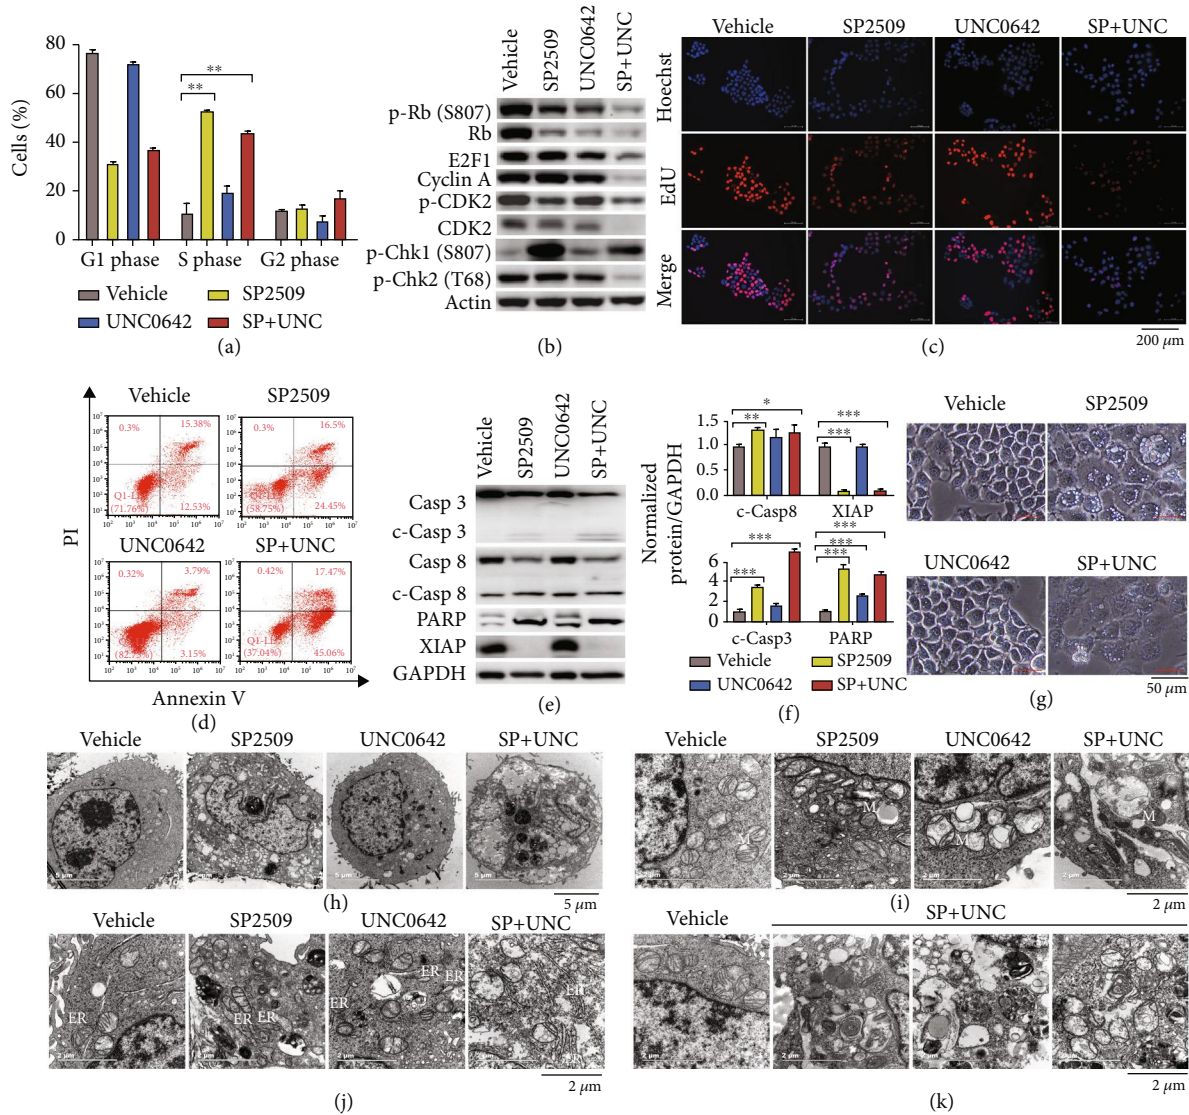 80
60
40
20
0
Cells (%)
**
**
G1 phase S phase G2 phase
Vehicle SP2509
UNC0642 SP+UNC
(a)
Vehicle SP2509 UNC0642 SP+UNC
p-Rb (S807)
Rb
E2F1
Cyclin A
p-CDK2
CDK2
p-Chk1 (S807)
p-Chk2 (T68)
Actin
(b)
Vehicle SP2509 UNC0642 SP+UNC
Hoechst
EdU
Merge
200 µm
(c)
Vehicle SP2509
0.3% 15.38%
(71.76%) 12.53%
0.3% 16.5%
(58.75%) 24.45%
UNC0642 SP+UNC
0.32% 3.79%
(82.75%) 3.15%
0.42% 17.47%
(37.04%) 45.06%
PI
Annexin V
(d)
Vehicle SP2509 UNC0642 SP+UNC
Casp 3
c-Casp 3
Casp 8
c-Casp 8
PARP
XIAP
GAPDH
(e)
Normalized
protein/GAPDH
1.5
1.0
0.5
0.0
* ** *** ***
c-Casp8 XIAP
8
6
4
2
0
*** *** *** *** ***
c-Casp3 PARP
Vehicle SP2509
UNC0642 SP+UNC
(f)
Vehicle SP2509
UNC0642 SP+UNC
50 µm
(g)
Vehicle SP2509 UNC0642 SP+UNC
5 µm
(h)
Vehicle SP2509 UNC0642 SP+UNC
M M M
2 µm
(i)
Vehicle SP2509 UNC0642 SP+UNC
ER ER ER ER ER ER ER
2 µm
(j)
Vehicle SP+UNC
2 µm
(k)